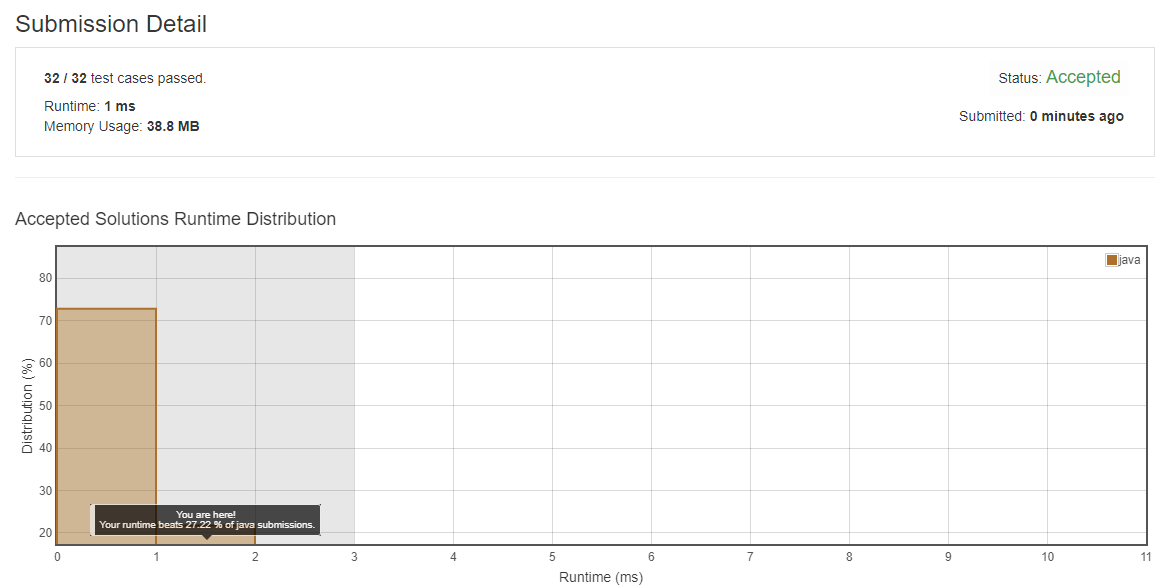 Submission Detail
32 / 32 test cases passed.
Status: Accepted
Runtime: 1 ms
Memory Usage: 38.8 MB
Submitted: 0 minutes ago
Accepted Solutions Runtime Distribution
java
80
70
60
50
40
30
20
Distribution (%)
You are here!
Your runtime beats 27.22 % of java submissions.
0 1 2 3 4 5 6 7 8 9 10 11
Runtime (ms)